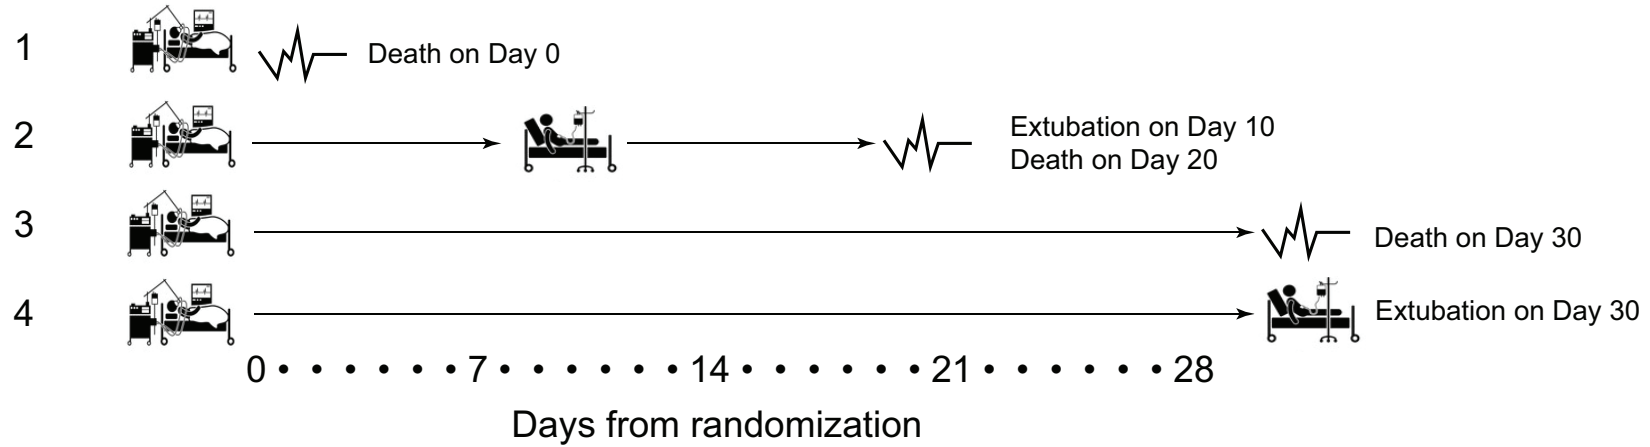 1 Death on Day 0
2 Extubation on Day 10
Death on Day 20
3 Death on Day 30
4 Extubation on Day 30
0 • • • • • • 7 • • • • • • 14 • • • • • • 21 • • • • • • 28
Days from randomization